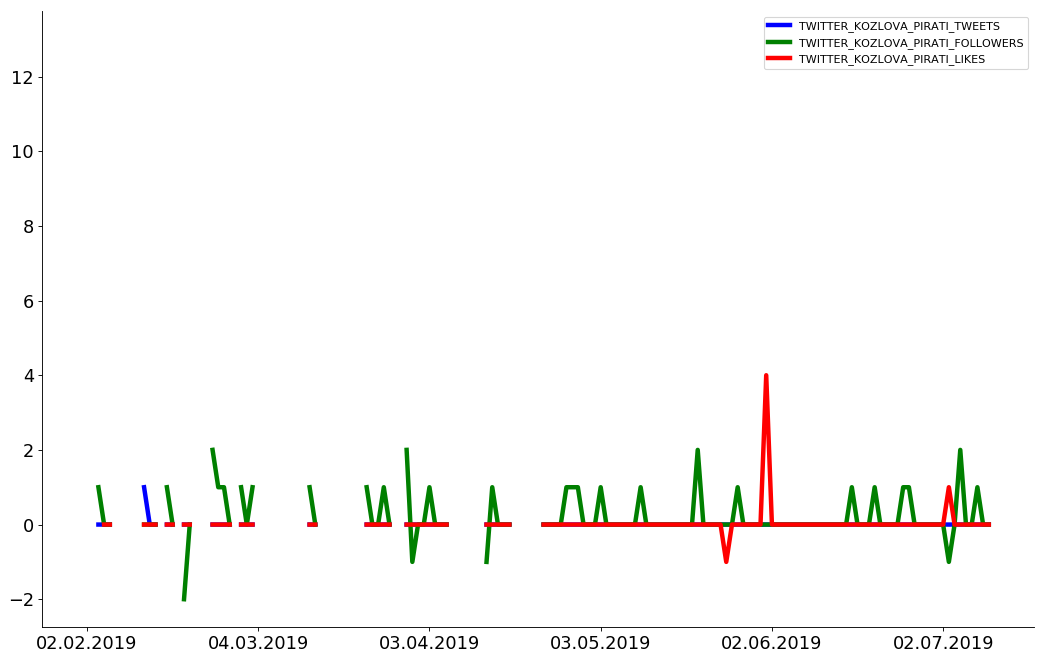 TWITTER_KOZLOVA_PIRATI_TWEETS
TWITTER_KOZLOVA_PIRATI_FOLLOWERS
TWITTER_KOZLOVA_PIRATI_LIKES
12
10
8
6
4
2
0
−2
02.02.2019 04.03.2019 03.04.2019 03.05.2019 02.06.2019 02.07.2019